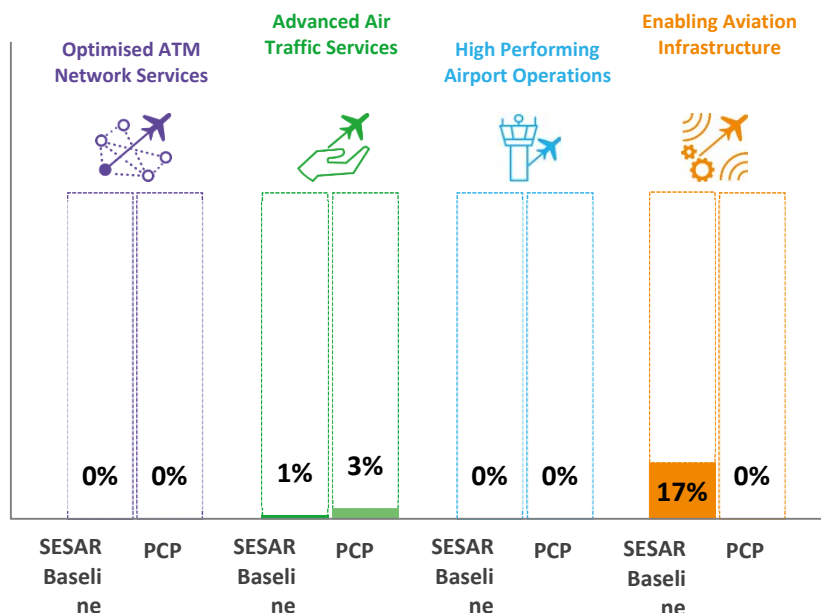 Optimised ATM
Network Services
Advanced Air
Traffic Services
High Performing
Airport Operations
Enabling Aviation
Infrastructure
0%
0%
1%
3%
0%
0%
17%
0%
SESAR
Baseli
ne
PCP
SESAR
Baseli
ne
PCP
SESAR
Baseli
ne
PCP
SESAR
Baseli
ne
PCP